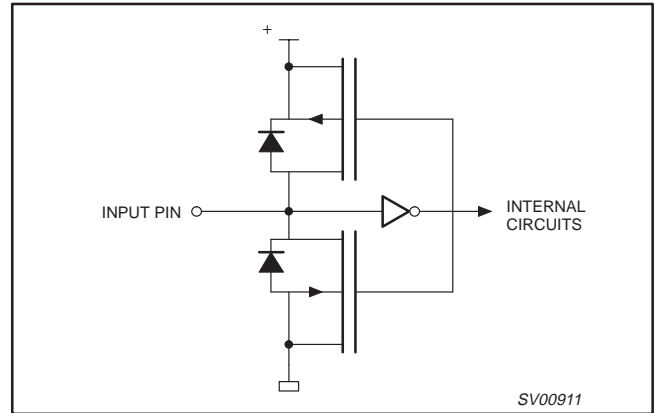 +
INPUT PIN
INTERNAL
CIRCUITS
SV00911